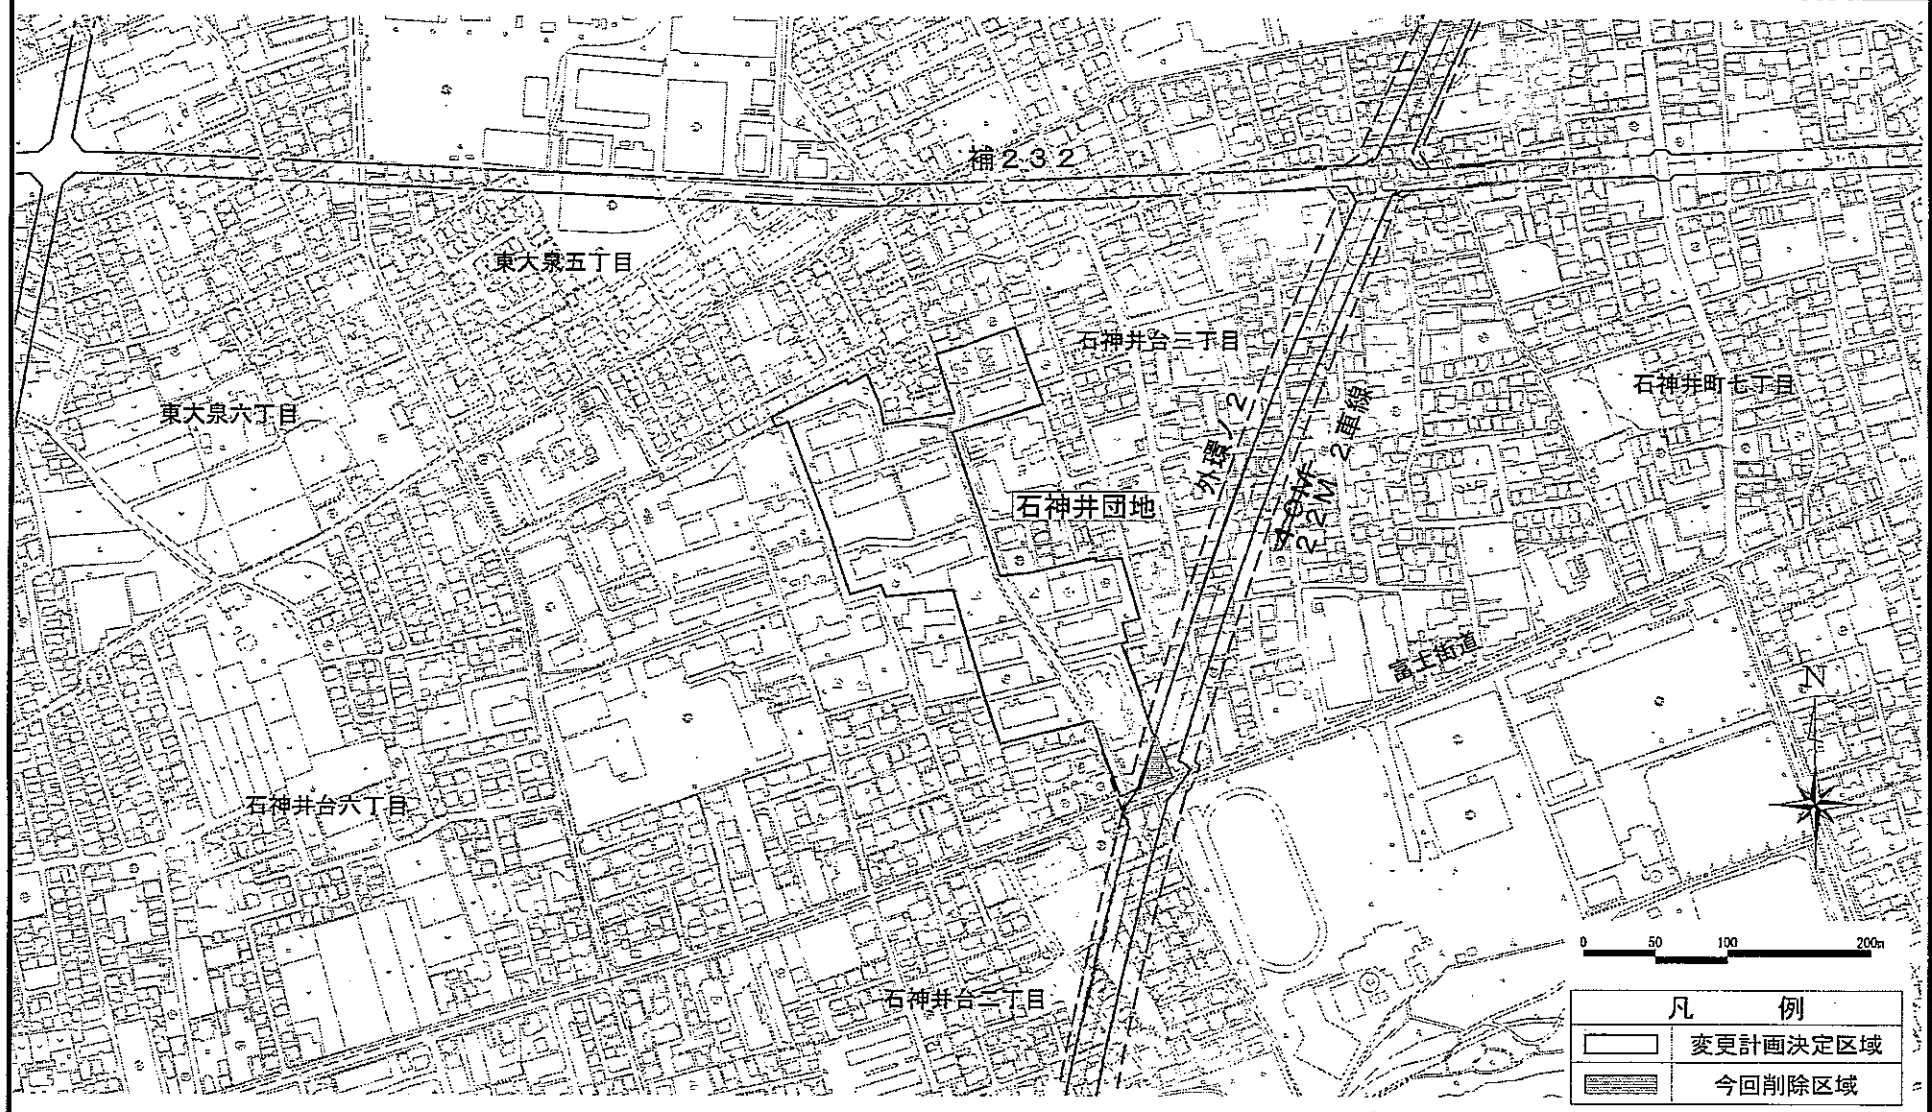 補232
東大泉五丁目
石神井台三丁目
石神井町七丁目
東大泉六丁目
外環ノ2
40M
22M 2車線
石神井団地
富士街道
N
石神井台六丁目
0 50 100 200m
石神井台二丁目
凡 例
変更計画決定区域
今回削除区域